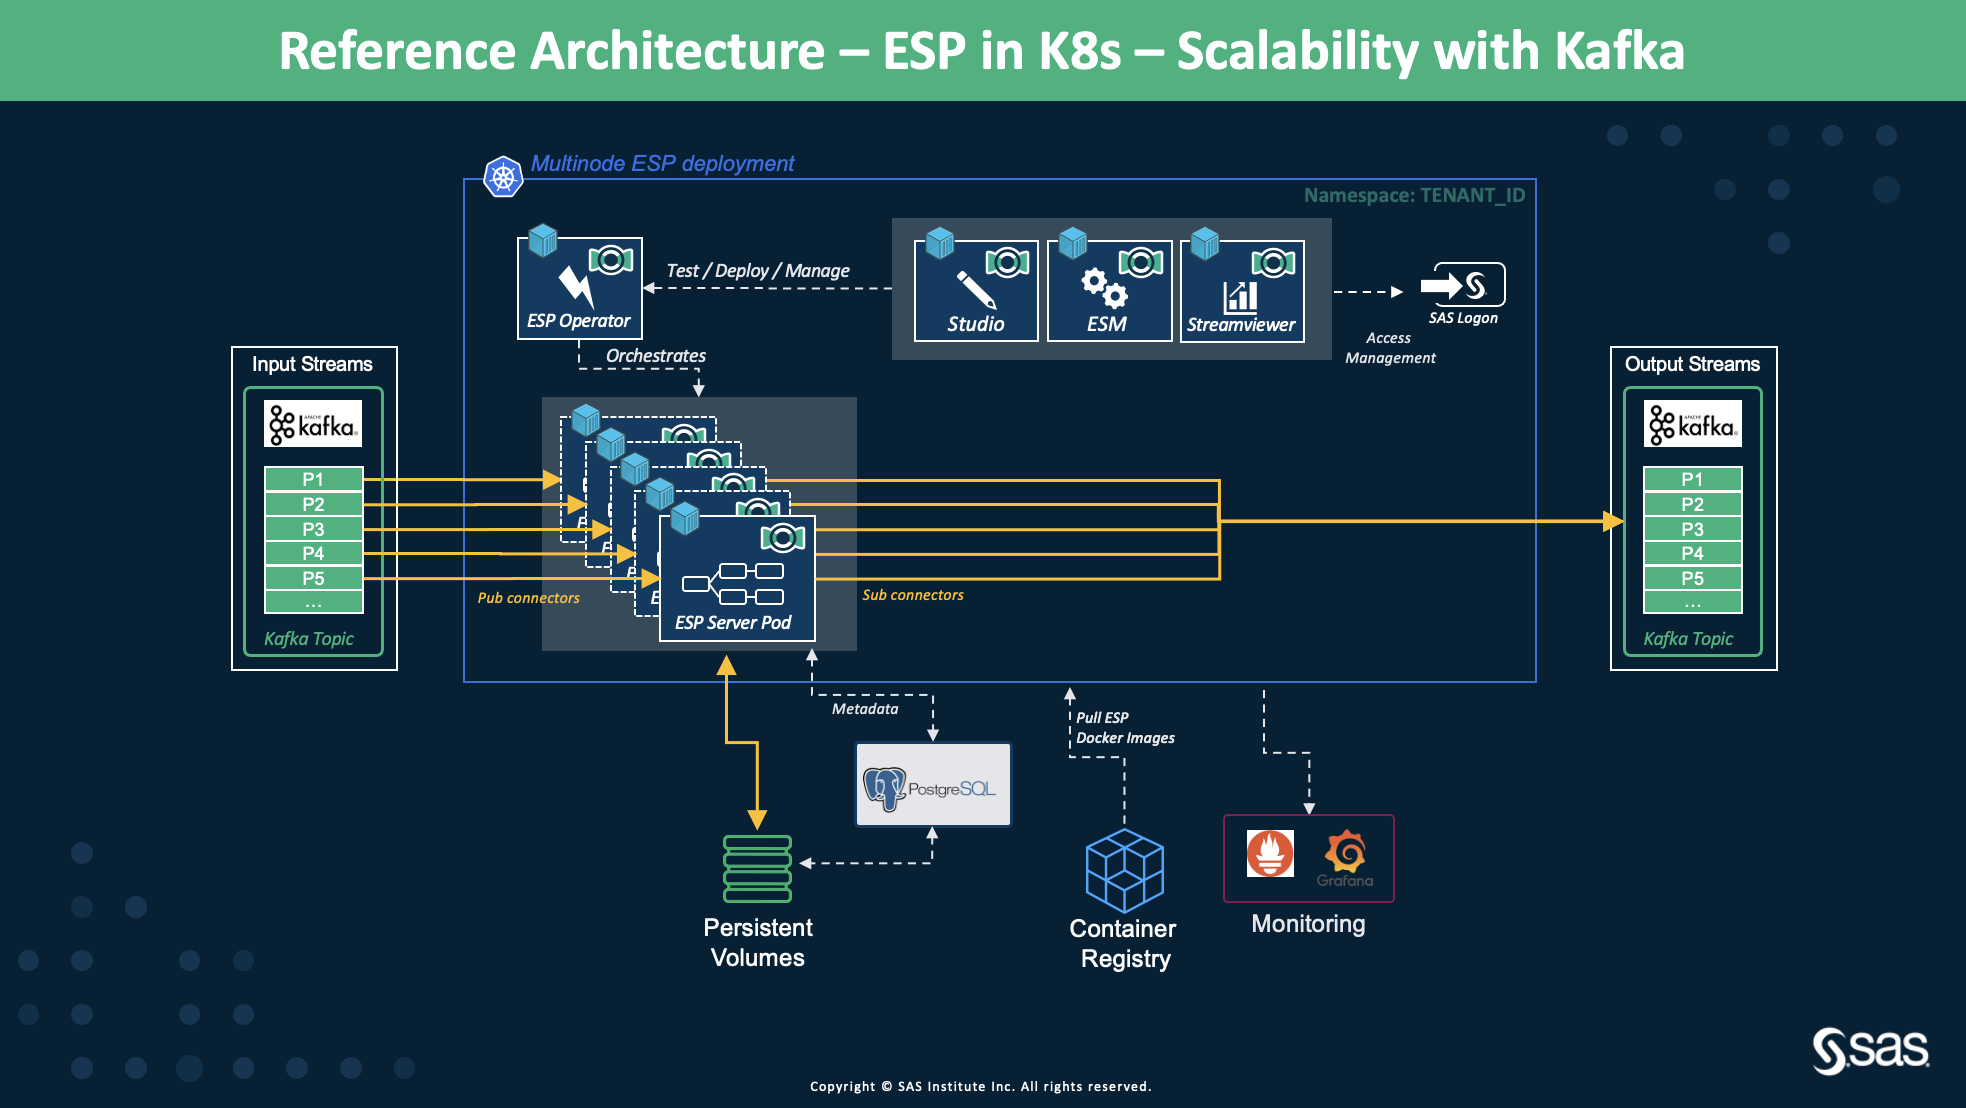 Reference Architecture – ESP in K8s – Scalability with Kafka
Multinode ESP deployment
Namespace: TENANT_ID
ESP Operator
Test / Deploy / Manage
Studio
ESM
Streamviewer
SAS Logon
Access
Management
Orchestrates
Input Streams
APACHE
kafka
P1
P2
P3
P4
P5
...
Kafka Topic
Pub connectors
ESP Server Pod
Sub connectors
Output Streams
APACHE
kafka
P1
P2
P3
P4
P5
...
Kafka Topic
Metadata
PostgreSQL
Pull ESP
Docker Images
Persistent
Volumes
Container
Registry
Grafana
Monitoring
sas
Copyright © SAS Institute Inc. All rights reserved.